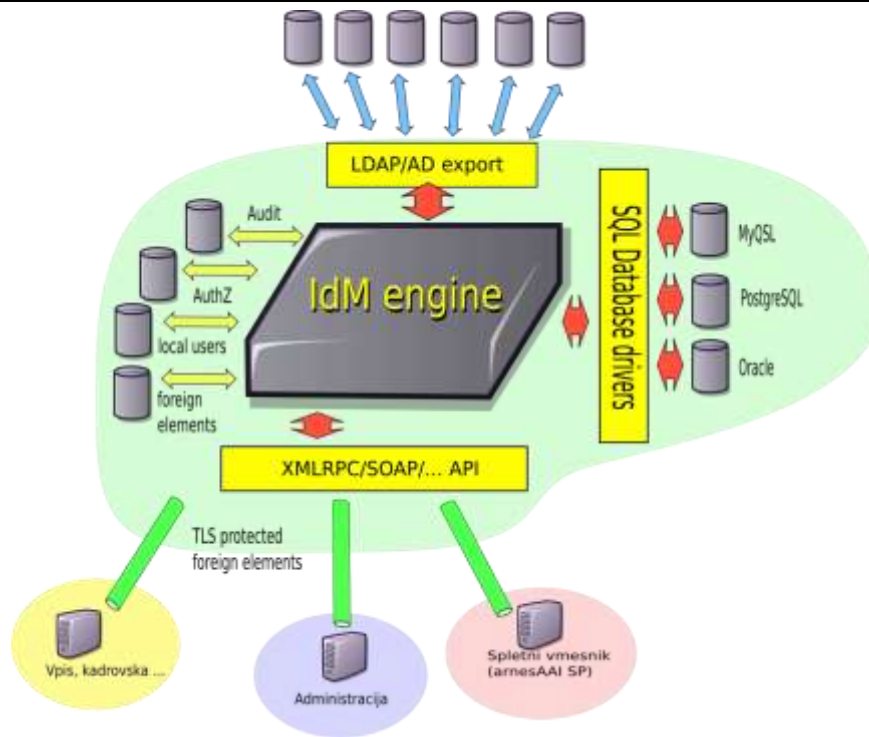 LDAP/AD export
Audit
AuthZ
local users
foreign
elements
IdM engine
SQL Database drivers
MyQSL
PostgreSQL
Oracle
XMLRPC/SOAP/... API
TLS protected
foreign elements
Vpis, kadrovska ...
Administracija
Spletni vmesnik
(arnesAAI SP)